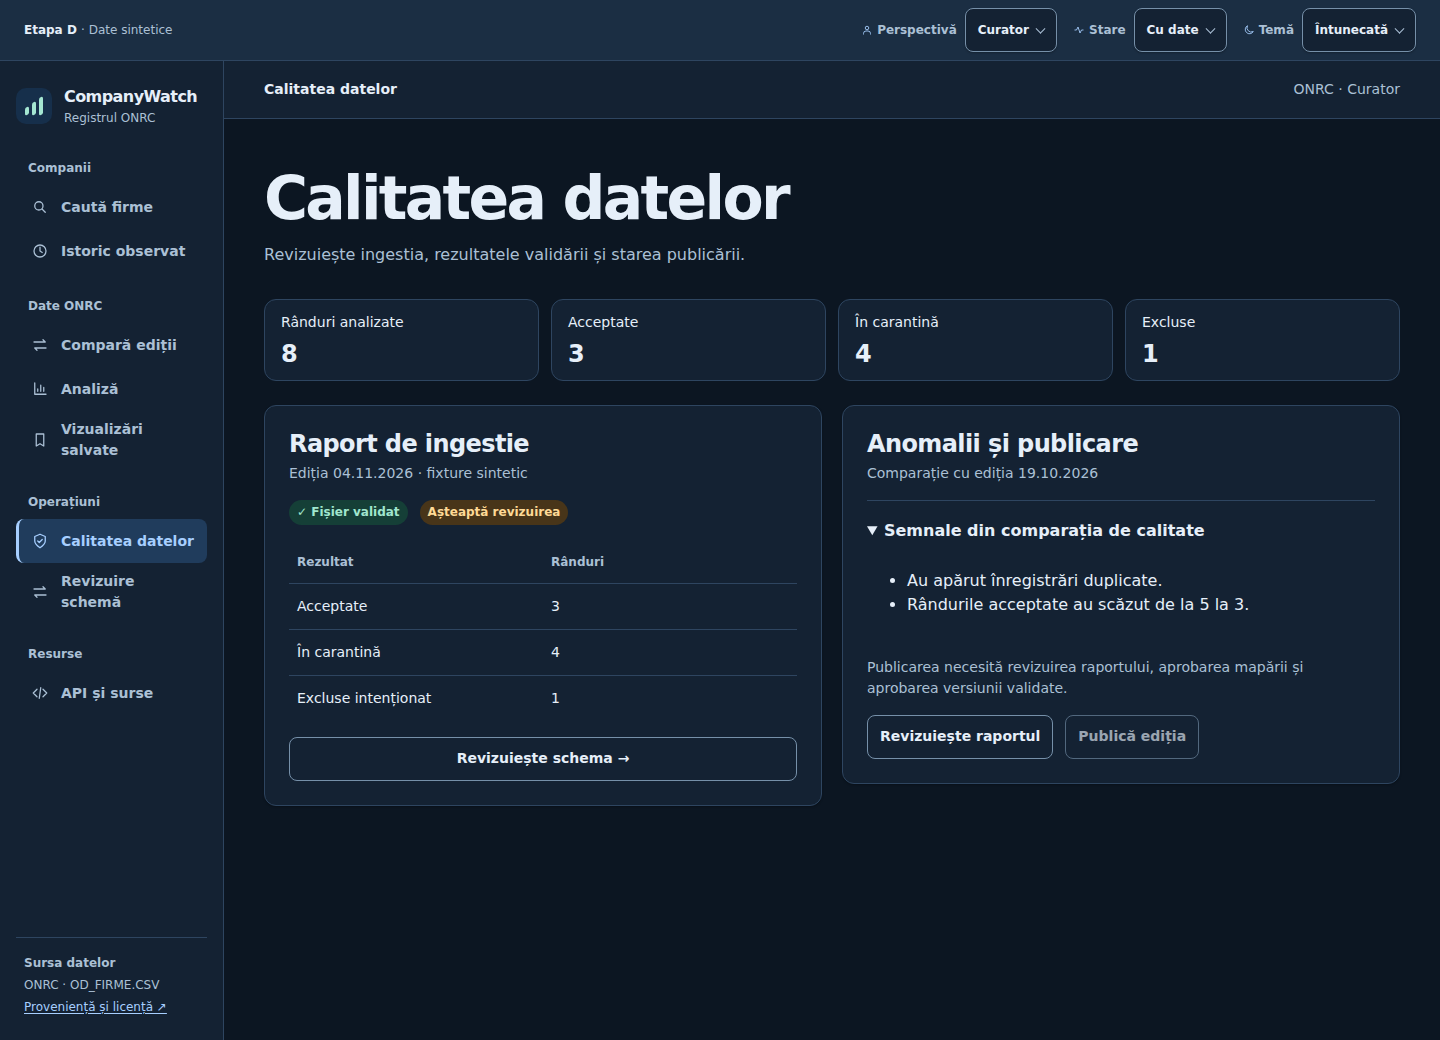 Etapa D · Date sintetice
Perspectivă Curator Stare Cu date Temă Întunecată
CompanyWatch
Registrul ONRC
Companii
Caută firme
Istoric observat
Date ONRC
Compară ediții
Analiză
Vizualizări
salvate
Operațiuni
Calitatea datelor
Revizuire
schemă
Resurse
API și surse
Sursa datelor
ONRC · OD_FIRME.CSV
Proveniență și licență ↗
Calitatea datelor
ONRC · Curator
Calitatea datelor
Revizuiește ingestia, rezultatele validării și starea publicării.
Rânduri analizate
8
Acceptate
3
În carantină
4
Excluse
1
Raport de ingestie
Ediția 04.11.2026 · fixture sintetic
✓ Fișier validat Așteaptă revizuirea
Rezultat Rânduri
Acceptate 3
În carantină 4
Excluse intenționat 1
Revizuiește schema →
Anomalii și publicare
Comparație cu ediția 19.10.2026
▼ Semnale din comparația de calitate
• Au apărut înregistrări duplicate.
• Rândurile acceptate au scăzut de la 5 la 3.
Publicarea necesită revizuirea raportului, aprobarea mapării și
aprobarea versiunii validate.
Revizuiește raportul Publică ediția